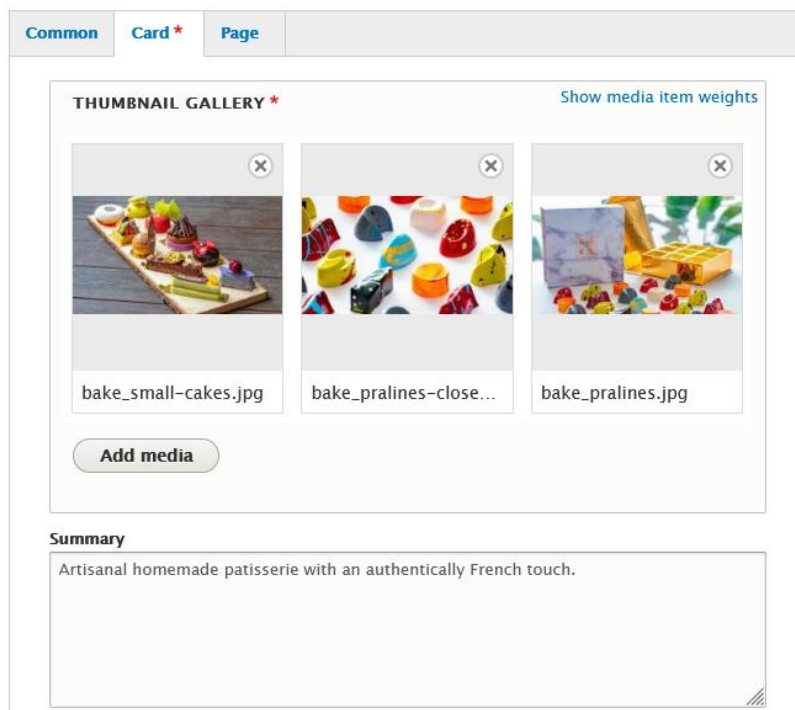 Common Card * Page
THUMBNAIL GALLERY * Show media item weights
bake_small-cakes.jpg bake_pralines-close... bake_pralines.jpg
Add media
Summary
Artisanal homemade patisserie with an authentically French touch.